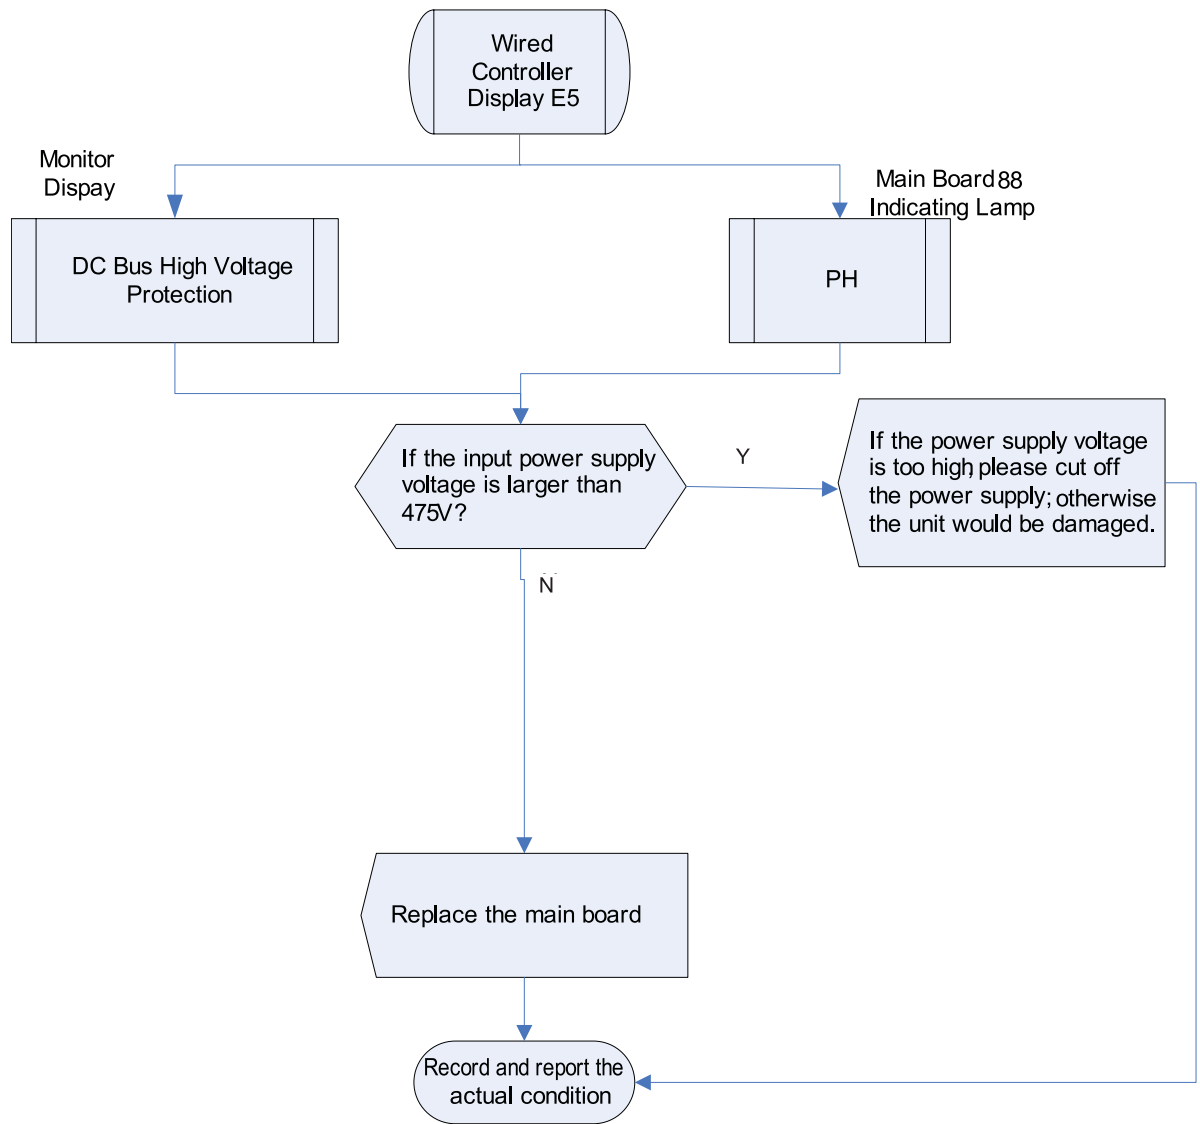 Wired
Controller
Display E5
Monitor
Dispay
Main Board 88
Indicating Lamp
DC Bus High Voltage
Protection
PH
If the input power supply
voltage is larger than
475V?
Y
If the power supply voltage
is too high, please cut off
the power supply; otherwise
the unit would be damaged.
N
Replace the main board
Record and report the
actual condition